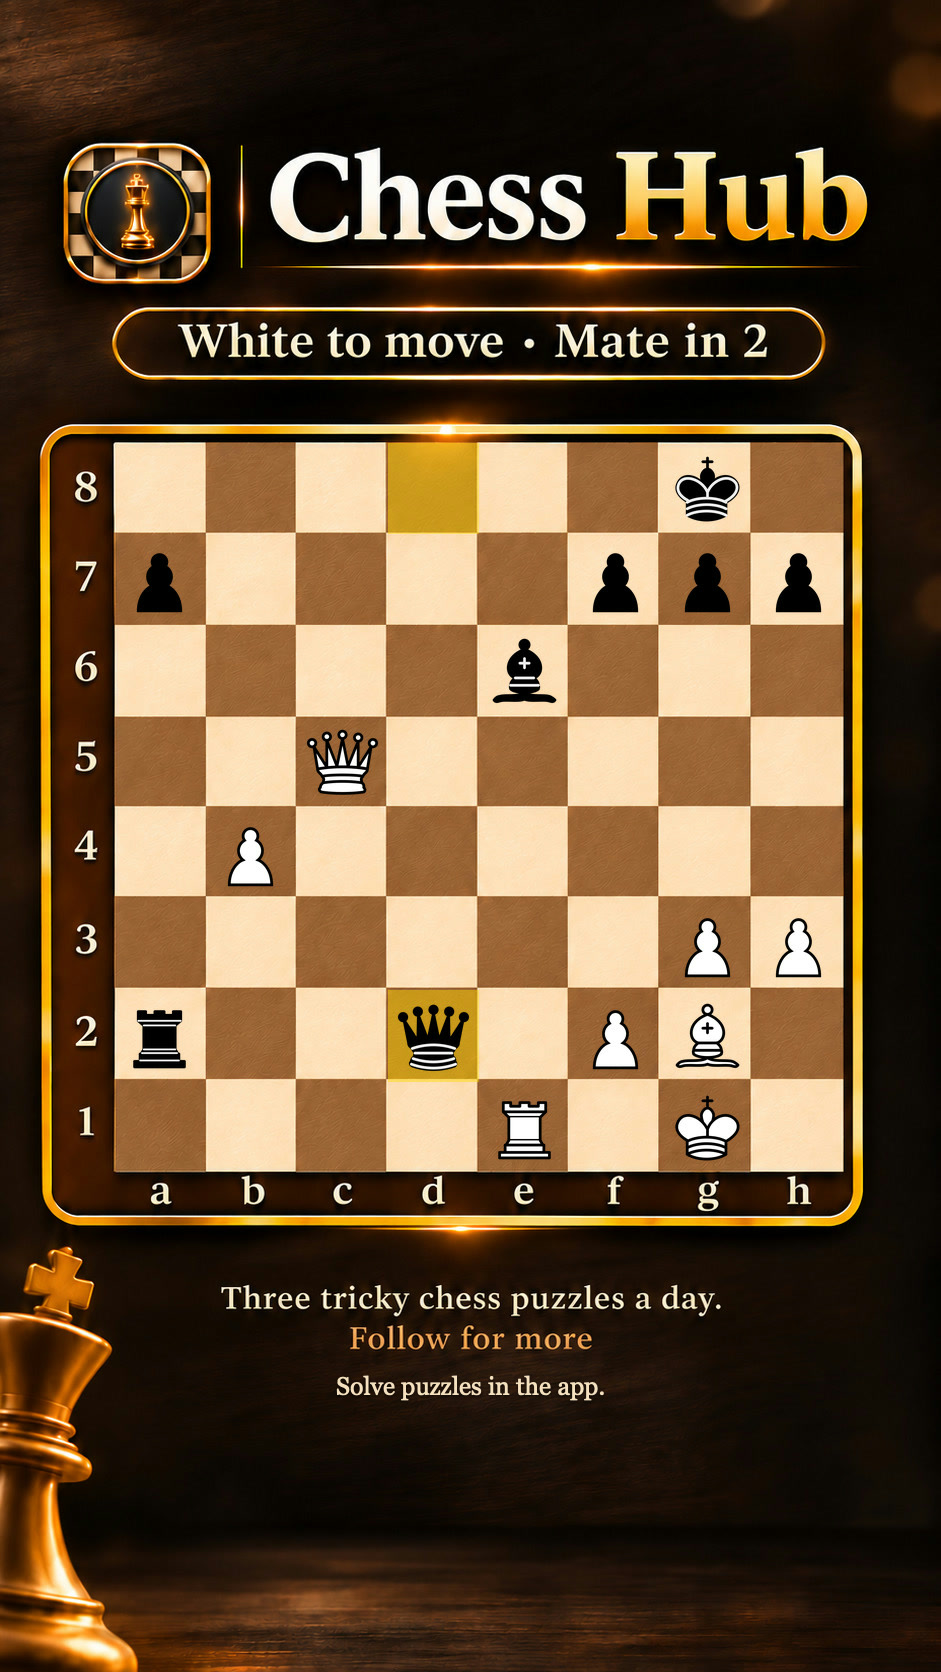 Chess Hub
White to move • Mate in 2
8
7
6
5
4
3
2
1
a b c d e f g h
Three tricky chess puzzles a day.
Follow for more
Solve puzzles in the app.